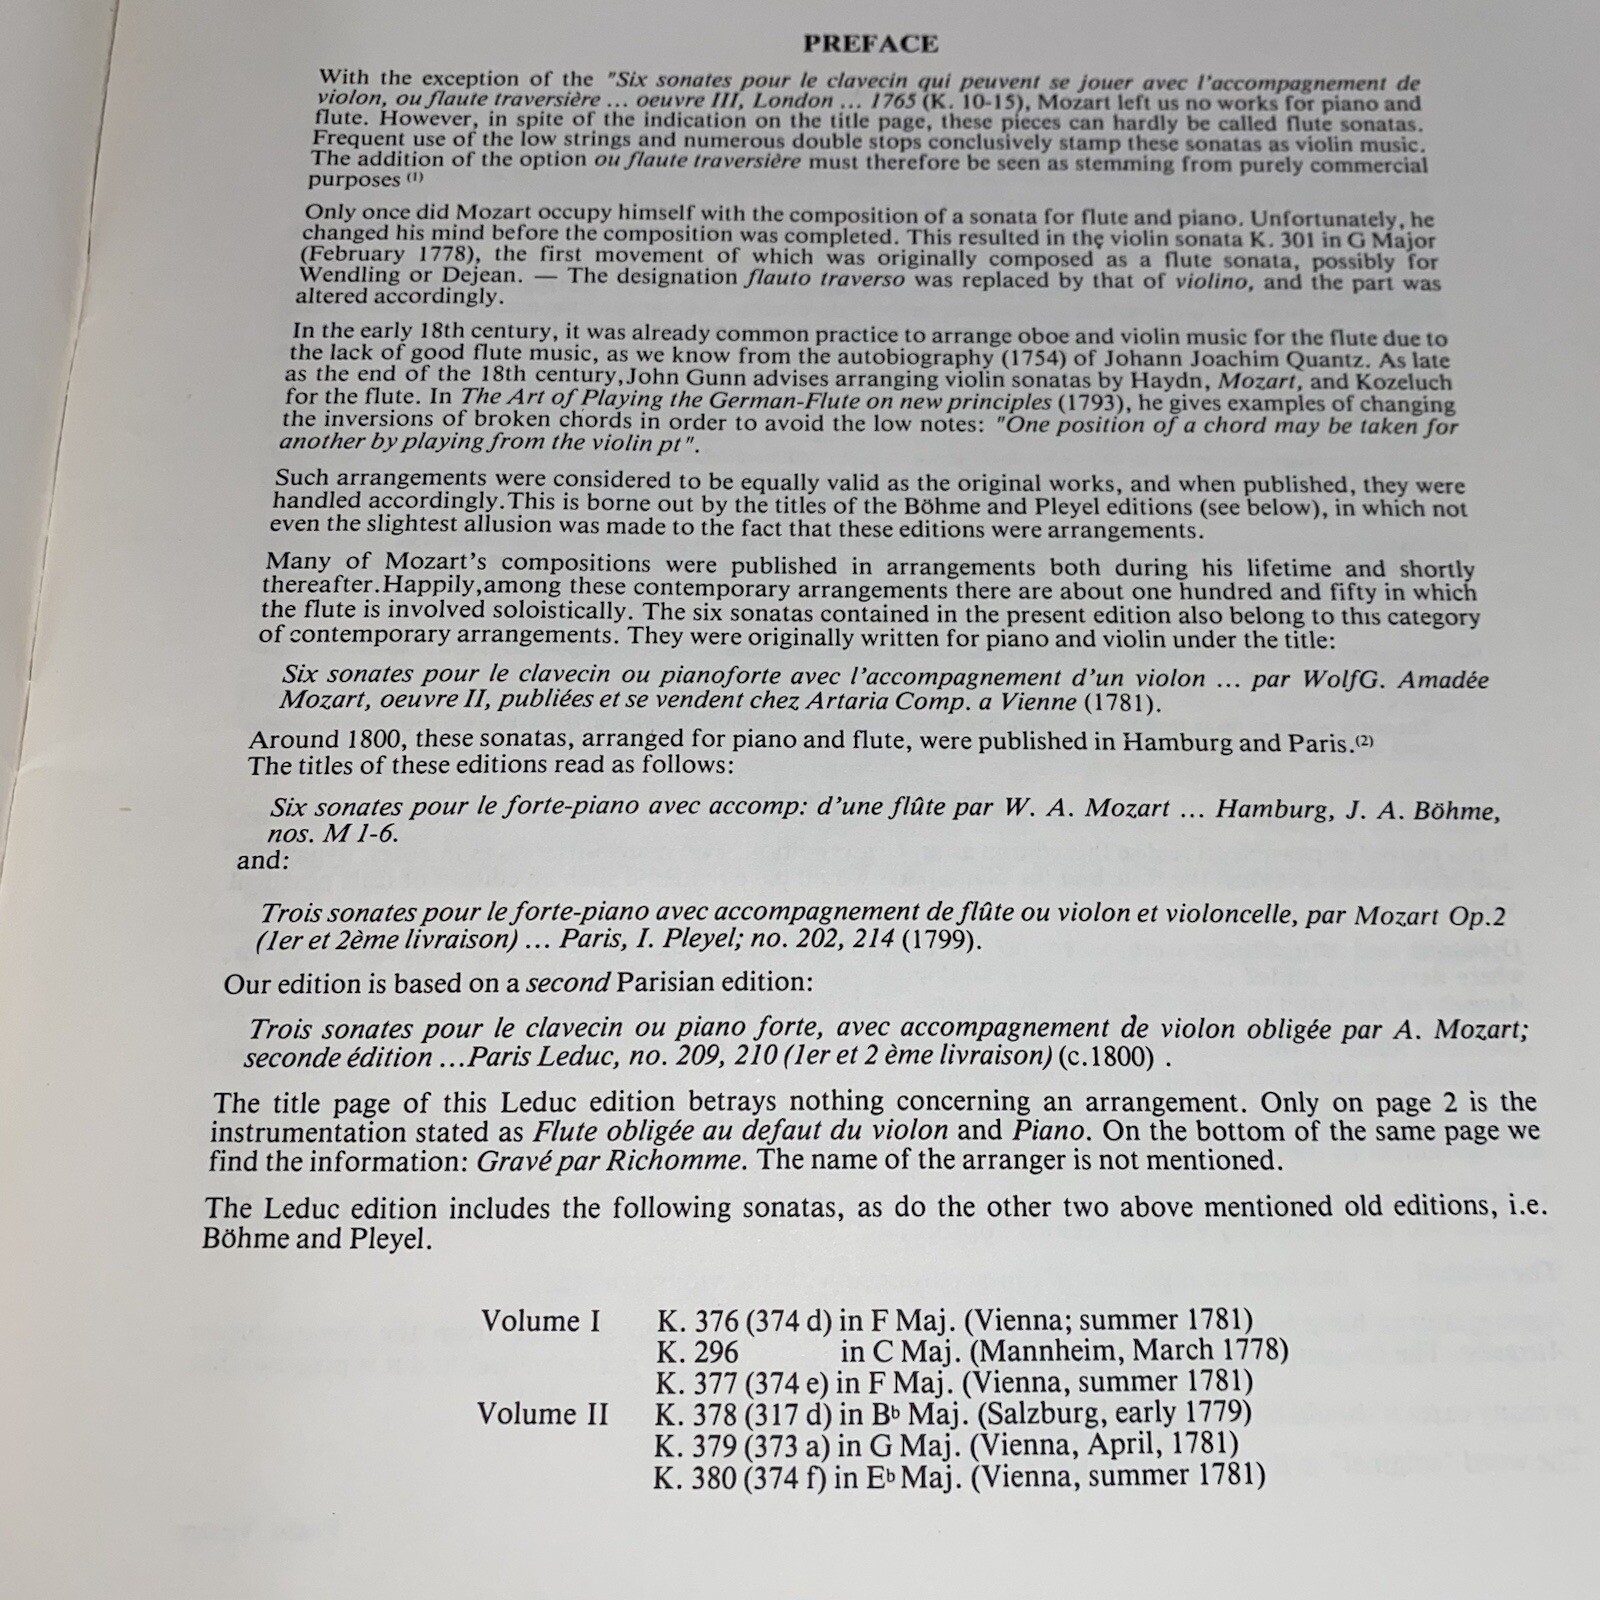 PREFACE
With the exception of the "Six sonates pour le clavecin qui peuvent se jouer avec l'accompagnement de
violon, ou flaute traversière ... oeuvre III, London ... 1765 (K. 10-15), Mozart left us no works for piano and
flute. However, in spite of the indication on the title page, these pieces can hardly be called flute sonatas.
Frequent use of the low strings and numerous double stops conclusively stamp these sonatas as violin music.
The addition of the option ou flaute traversière must therefore be seen as stemming from purely commercial
purposes (1)
Only once did Mozart occupy himself with the composition of a sonata for flute and piano. Unfortunately, he
changed his mind before the composition was completed. This resulted in the violin sonata K. 301 in G Major
(February 1778), the first movement of which was originally composed as a flute sonata, possibly for
Wendling or Dejean. — The designation flauto traverso was replaced by that of violino, and the part was
altered accordingly.
In the early 18th century, it was already common practice to arrange oboe and violin music for the flute due to
the lack of good flute music, as we know from the autobiography (1754) of Johann Joachim Quantz. As late
as the end of the 18th century, John Gunn advises arranging violin sonatas by Haydn, Mozart, and Kozeluch
for the flute. In The Art of Playing the German-Flute on new principles (1793), he gives examples of changing
the inversions of broken chords in order to avoid the low notes: "One position of a chord may be taken for
another by playing from the violin pt".
Such arrangements were considered to be equally valid as the original works, and when published, they were
handled accordingly. This is borne out by the titles of the Böhme and Pleyel editions (see below), in which not
even the slightest allusion was made to the fact that these editions were arrangements.
Many of Mozart's compositions were published in arrangements both during his lifetime and shortly
thereafter. Happily, among these contemporary arrangements there are about one hundred and fifty in which
the flute is involved soloistically. The six sonatas contained in the present edition also belong to this category
of contemporary arrangements. They were originally written for piano and violin under the title:
Six sonates pour le clavecin ou pianoforte avec l'accompagnement d'un violon ... par WolfG. Amadée
Mozart, oeuvre II, publiées et se vendent chez Artaria Comp. a Vienne (1781).
Around 1800, these sonatas, arranged for piano and flute, were published in Hamburg and Paris.(2)
The titles of these editions read as follows:
Six sonates pour le forte-piano avec accomp: d'une flûte par W. A. Mozart ... Hamburg, J. A. Böhme,
nos. M 1-6.
and:
Trois sonates pour le forte-piano avec accompagnement de flûte ou violon et violoncelle, par Mozart Op.2
(1er et 2ème livraison) ... Paris, I. Pleyel; no. 202, 214 (1799).
Our edition is based on a second Parisian edition:
Trois sonates pour le clavecin ou piano forte, avec accompagnement de violon obligée par A. Mozart;
seconde édition ...Paris Leduc, no. 209, 210 (1er et 2 ème livraison) (c.1800) .
The title page of this Leduc edition betrays nothing concerning an arrangement. Only on page 2 is the
instrumentation stated as Flute obligée au defaut du violon and Piano. On the bottom of the same page we
find the information: Gravé par Richomme. The name of the arranger is not mentioned.
The Leduc edition includes the following sonatas, as do the other two above mentioned old editions, i.e.
Böhme and Pleyel.
Volume I K. 376 (374 d) in F Maj. (Vienna; summer 1781)
K. 296 in C Maj. (Mannheim, March 1778)
K. 377 (374 e) in F Maj. (Vienna, summer 1781)
Volume II K. 378 (317 d) in B♭ Maj. (Salzburg, early 1779)
K. 379 (373 a) in G Maj. (Vienna, April, 1781)
K. 380 (374 f) in E♭ Maj. (Vienna, summer 1781)